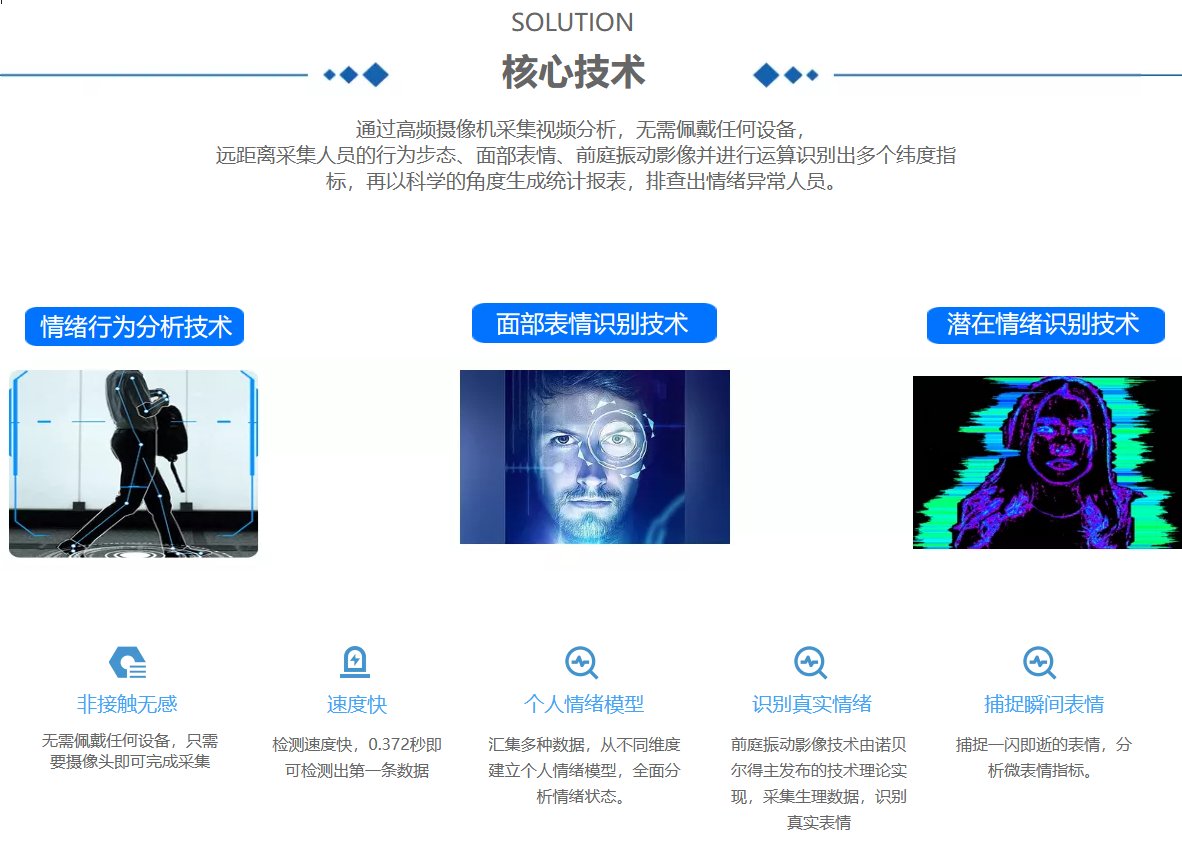 SOLUTION
核心技术
通过高频摄像机采集视频分析，无需佩戴任何设备，
远距离采集人员的行为步态、面部表情、前庭振动影像并进行运算识别出多个纬度指
标，再以科学的角度生成统计报表，排查出情绪异常人员。
情绪行为分析技术
面部表情识别技术
潜在情绪识别技术
非接触无感
无需佩戴任何设备，只需
要摄像头即可完成采集
速度快
检测速度快，0.372秒即
可检测出第一条数据
个人情绪模型
汇集多种数据，从不同维度
建立个人情绪模型，全面分
析情绪状态。
识别真实情绪
前庭振动影像技术由诺贝
尔得主发布的技术理论实
现，采集生理数据，识别
真实表情
捕捉瞬间表情
捕捉一闪即逝的表情，分
析微表情指标。